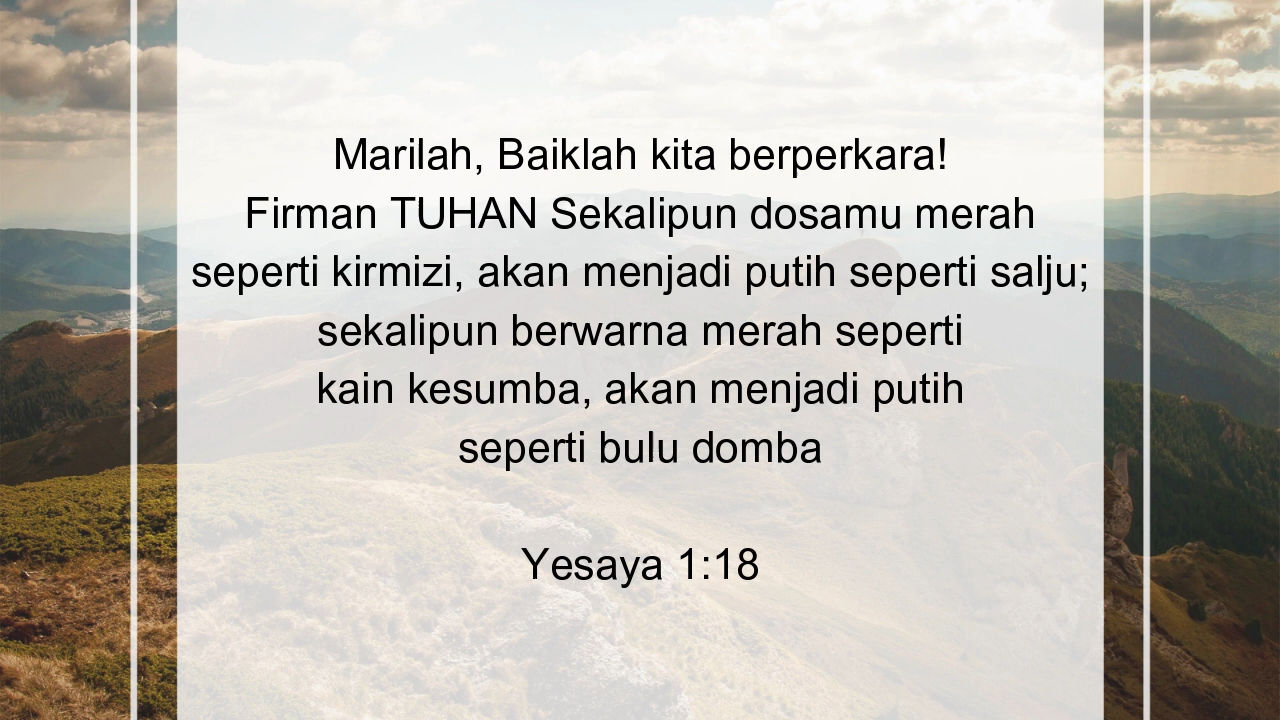 Marilah, Baiklah kita berperkara!
Firman TUHAN Sekalipun dosamu merah
seperti kirmizi, akan menjadi putih seperti salju;
sekalipun berwarna merah seperti
kain kesumba, akan menjadi putih
seperti bulu domba
Yesaya 1:18